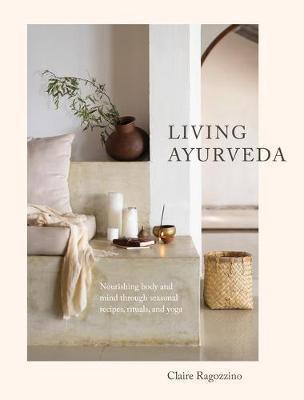 LIVING
AYURVEDA
Nourishing body and
mind through seasonal
recipes, rituals, and yoga
Claire Ragozzino